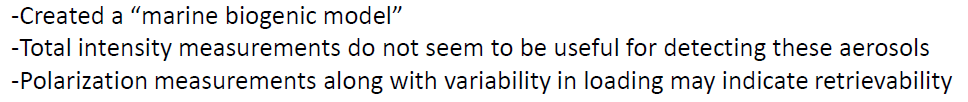 -Created a “marine biogenic model”
-Total intensity measurements do not seem to be useful for detecting these aerosols
-Polarization measurements along with variability in loading may indicate retrievability